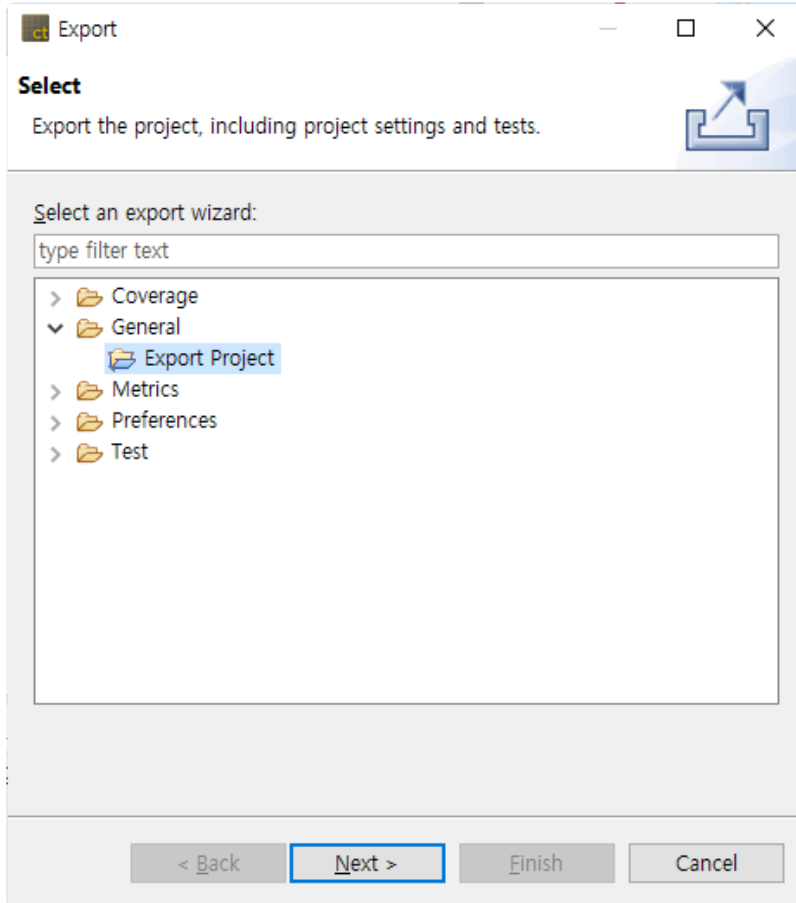 ct Export
Select
Export the project, including project settings and tests.
Select an export wizard:
type filter text
Coverage
General
Export Project
Metrics
Preferences
Test
< Back Next > Finish Cancel